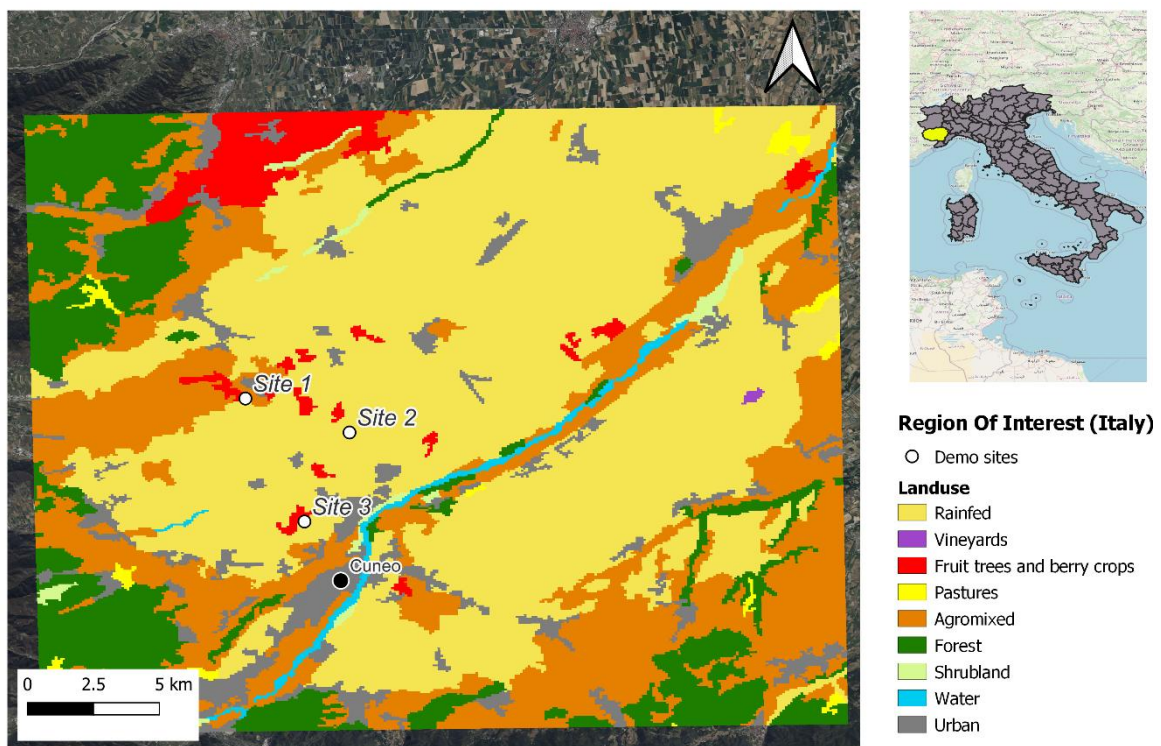 Site 1
Site 2
Site 3
Cuneo
0 2.5 5 km
Region Of Interest (Italy)
Demo sites
Landuse
Rainfed
Vineyards
Fruit trees and berry crops
Pastures
Agromixed
Forest
Shrubland
Water
Urban